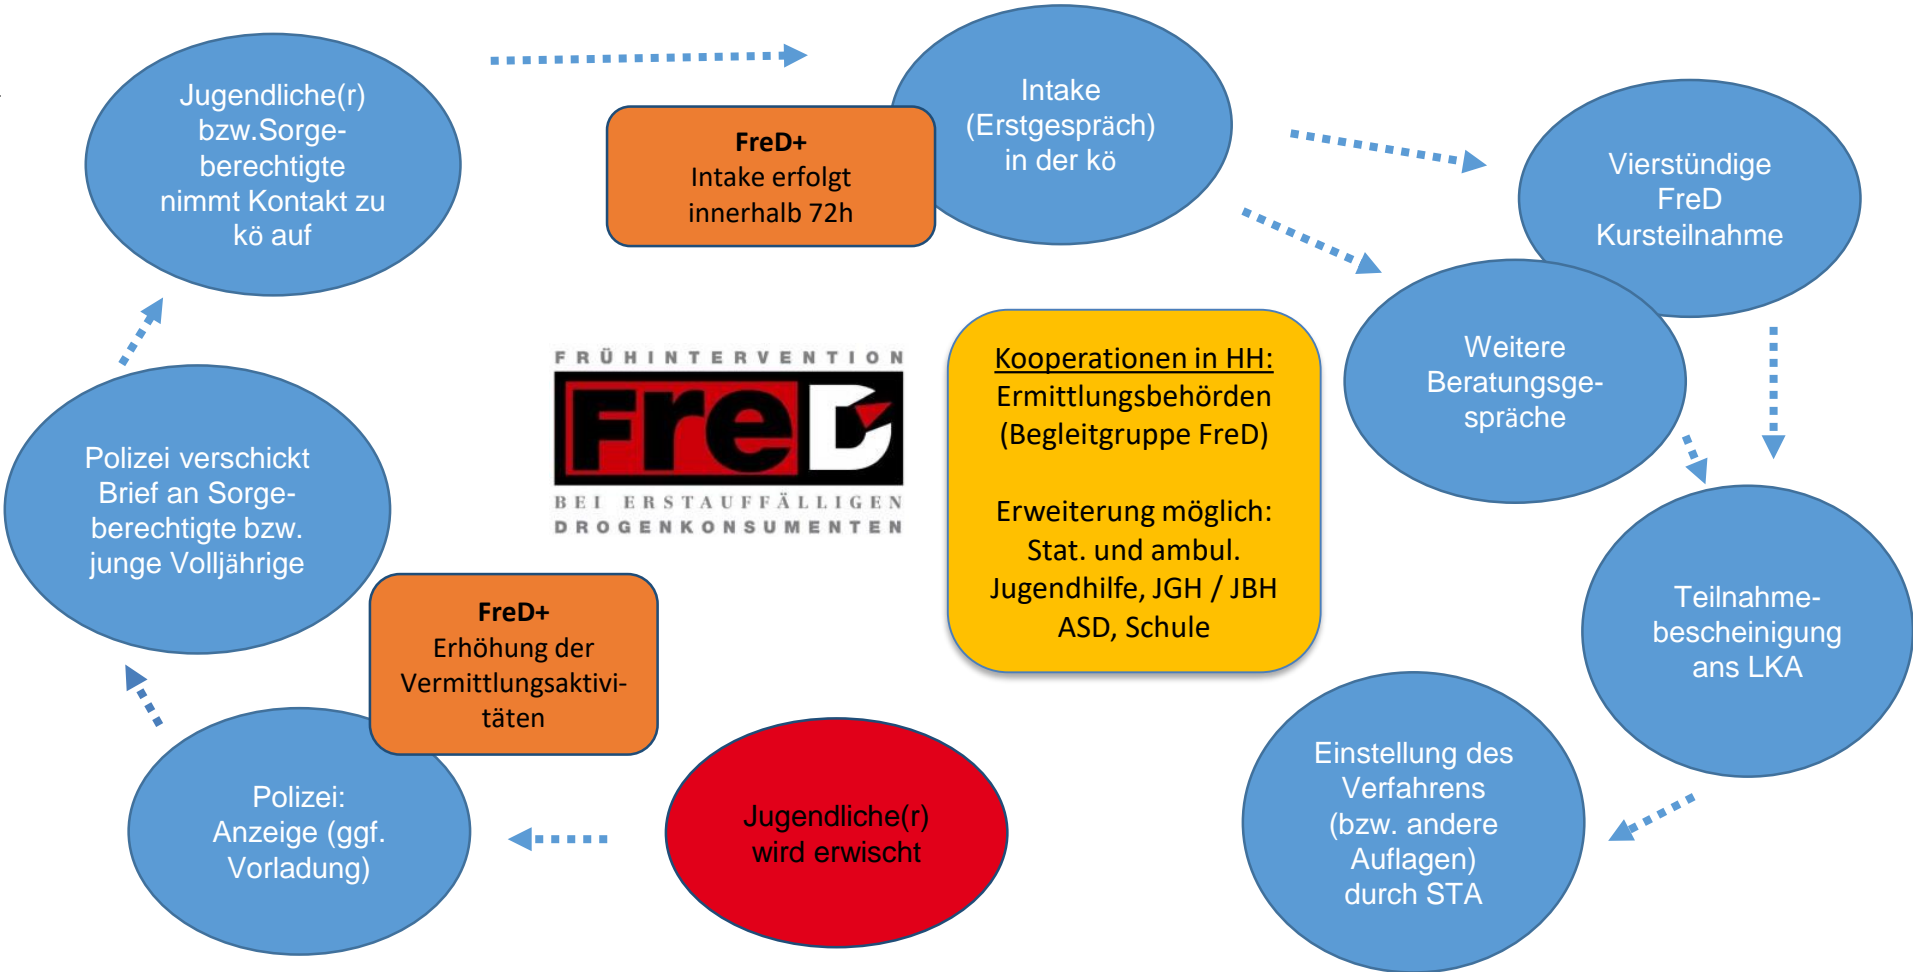 Jugendliche(r)
bzw.Sorge-
berechtigte
nimmt Kontakt zu
kö auf
FreD+
Intake erfolgt
innerhalb 72h
Intake
(Erstgespräch)
in der kö
Vierstündige
FreD
Kursteilnahme
Weitere
Beratungsge-
spräche
FRÜHINTERVENTION
FreD
BEI ERSTAUFFÄLLIGEN
DROGENKONSUMENTEN
Kooperationen in HH:
Ermittlungsbehörden
(Begleitgruppe FreD)
Erweiterung möglich:
Stat. und ambul.
Jugendhilfe, JGH / JBH
ASD, Schule
Polizei verschickt
Brief an Sorge-
berechtigte bzw.
junge Volljährige
FreD+
Erhöhung der
Vermittlungsaktivi-
täten
Teilnahme-
bescheinigung
ans LKA
Polizei:
Anzeige (ggf.
Vorladung)
Jugendliche(r)
wird erwischt
Einstellung des
Verfahrens
(bzw. andere
Auflagen)
durch STA